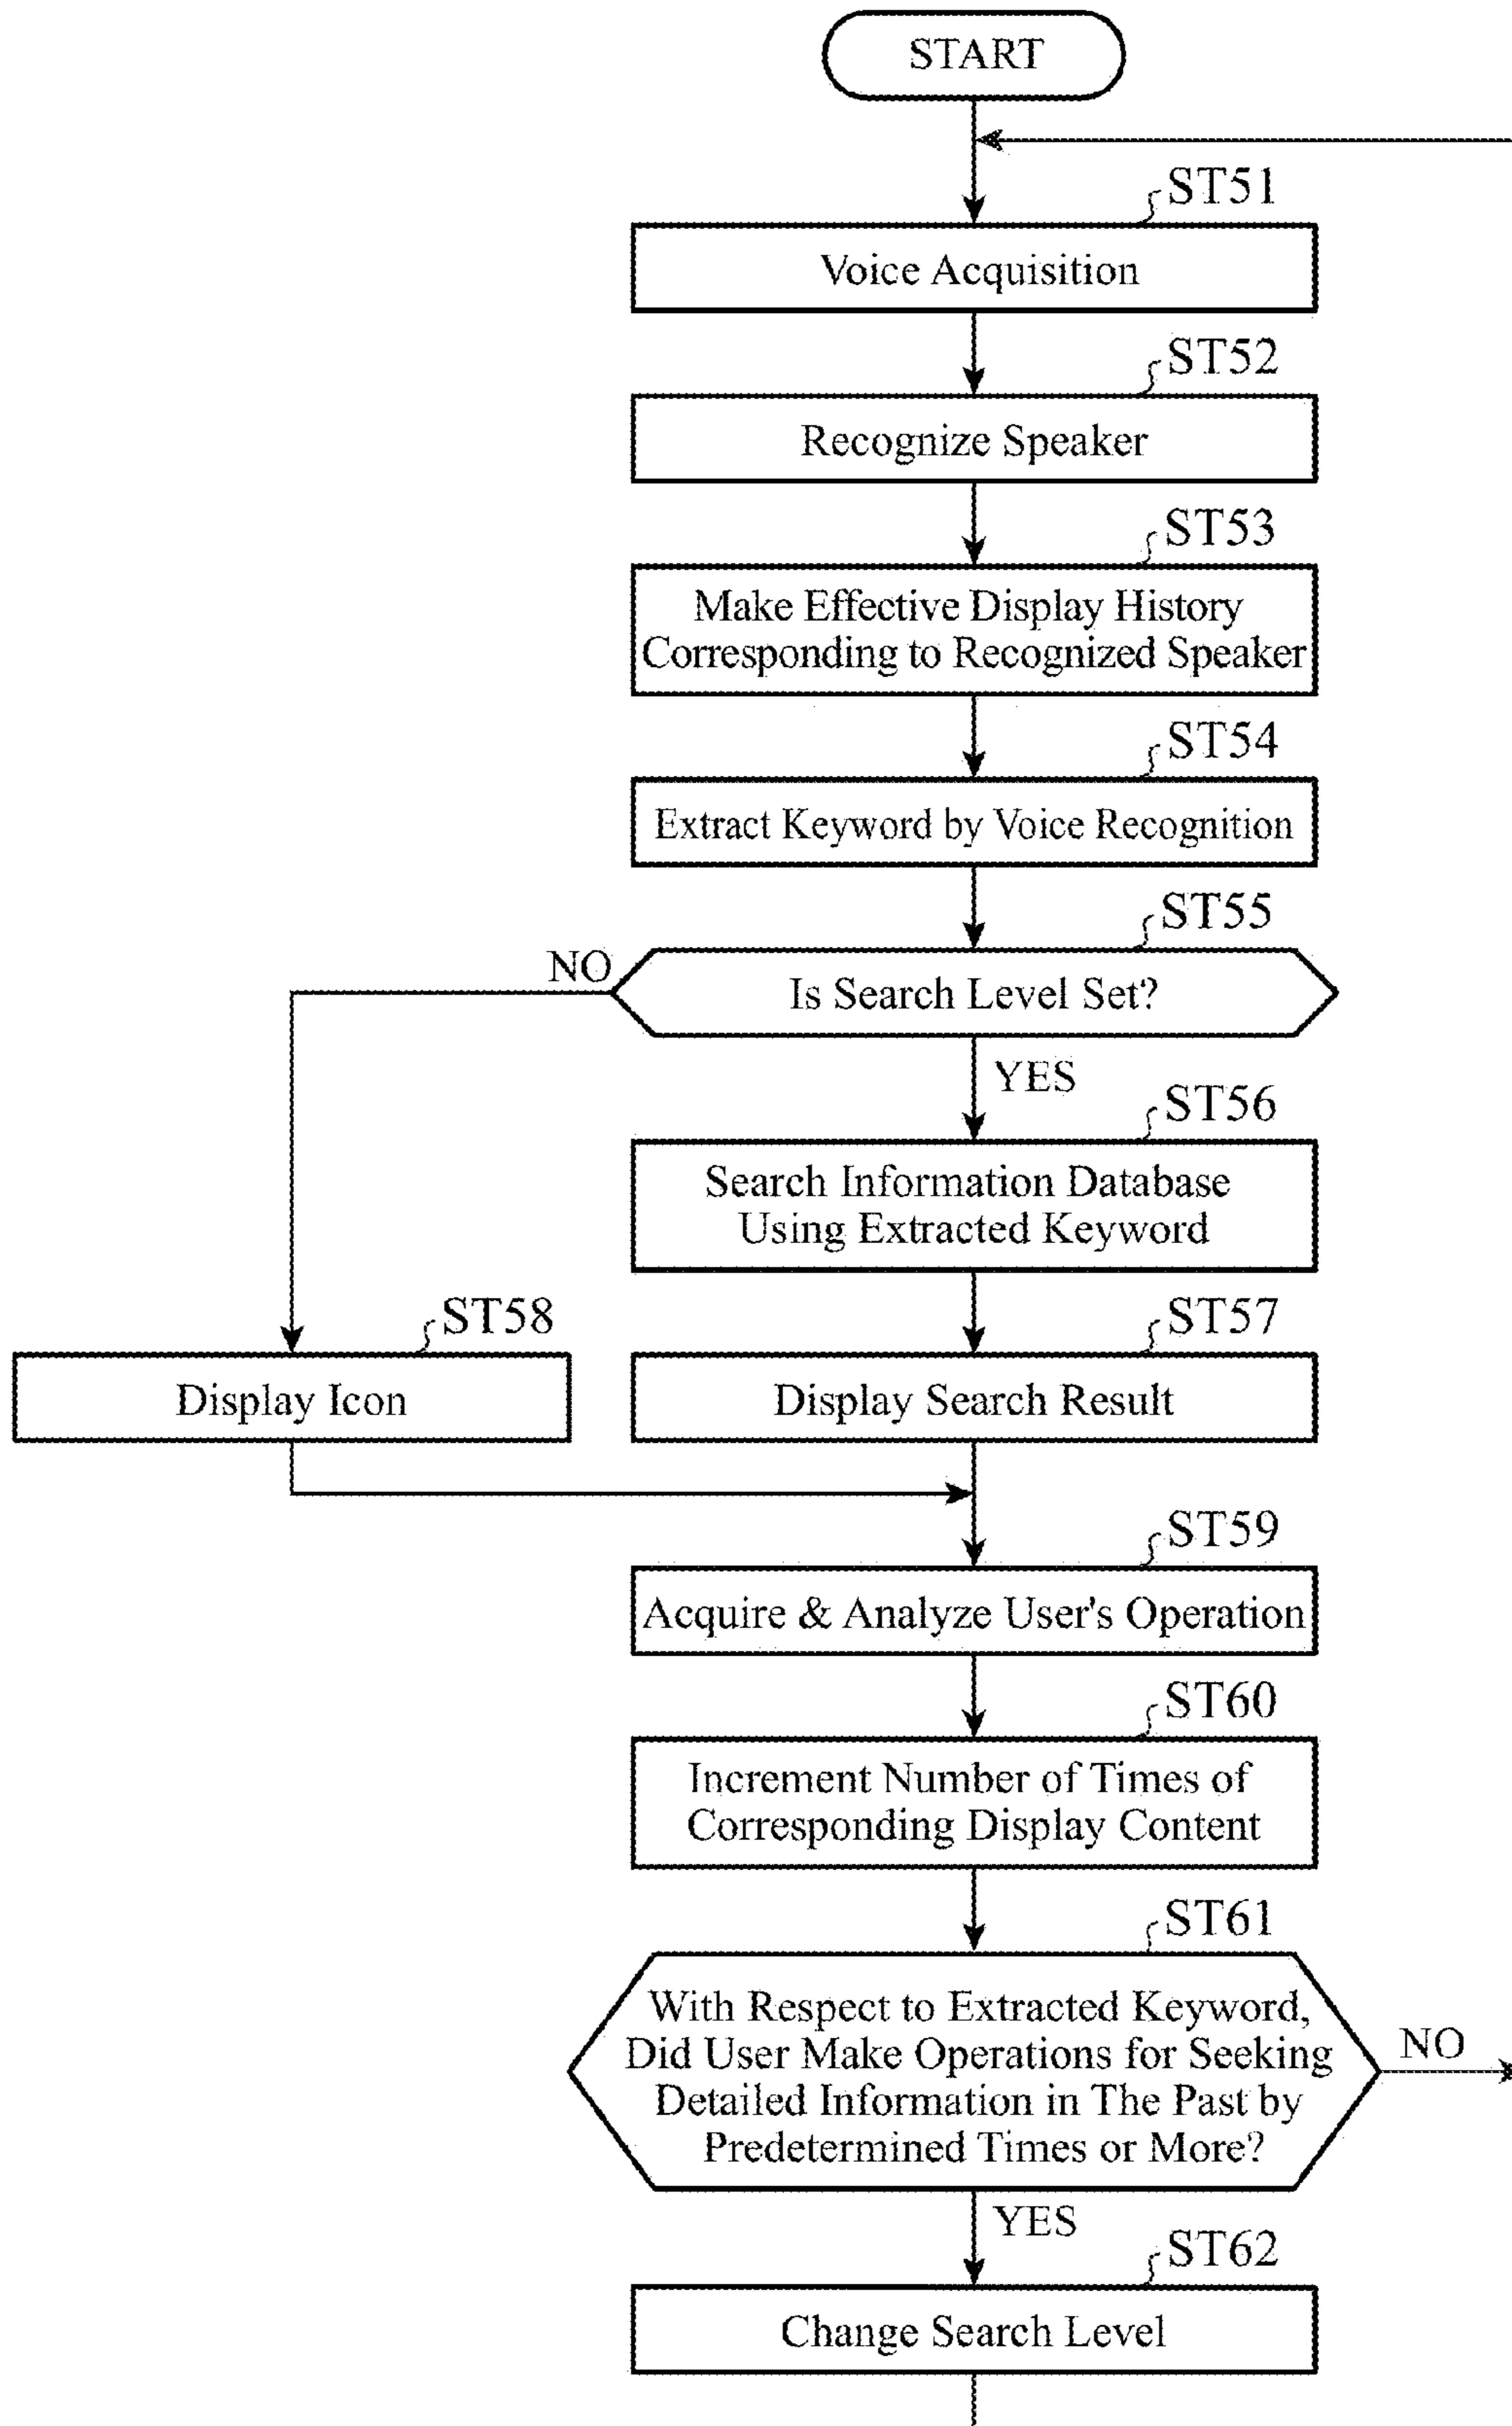 START
ST51
Voice Acquisition
ST52
Recognize Speaker
ST53
Make Effective Display History
Corresponding to Recognized Speaker
ST54
Extract Keyword by Voice Recognition
ST55
NO
Is Search Level Set?
YES
ST56
Search Information Database
Using Extracted Keyword
ST58
ST57
Display Icon
Display Search Result
ST59
Acquire & Analyze User's Operation
ST60
Increment Number of Times of
Corresponding Display Content
ST61
With Respect to Extracted Keyword,
Did User Make Operations for Seeking
Detailed Information in The Past by
Predetermined Times or More?
NO
YES
ST62
Change Search Level